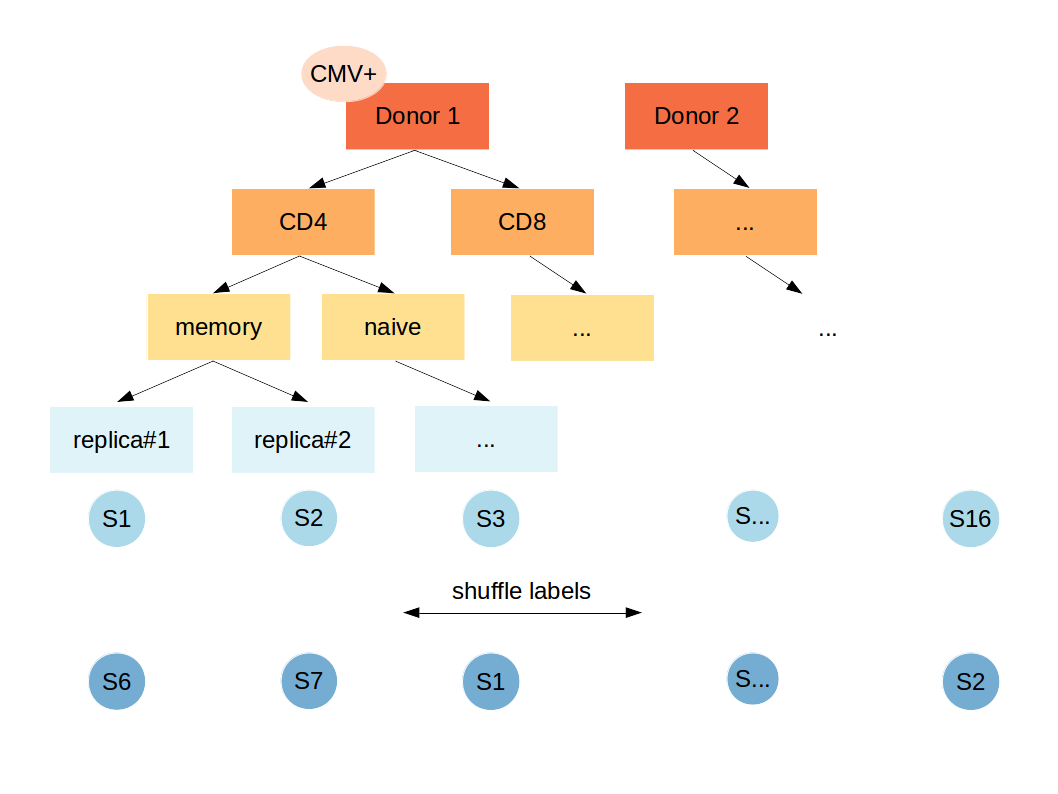 CMV+
Donor 1
Donor 2
CD4
CD8
...
memory
naive
...
...
replica#1
replica#2
...
S1
S2
S3
S...
S16
shuffle labels
S6
S7
S1
S...
S2